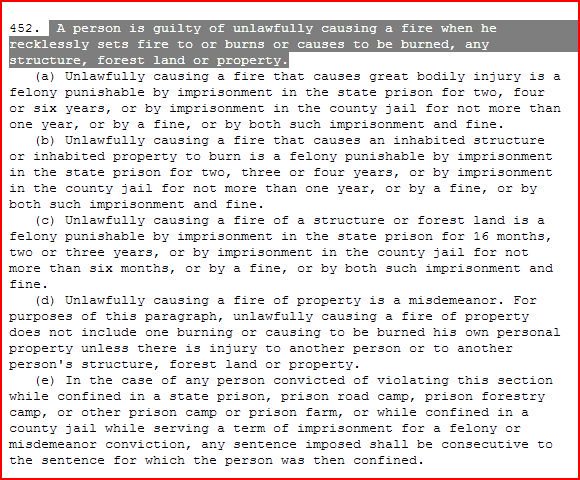 452.  A person is guilty of unlawfully causing a fire when he
recklessly sets fire to or burns or causes to be burned, any
structure, forest land or property.
(a) Unlawfully causing a fire that causes great bodily injury is a
felony punishable by imprisonment in the state prison for two, four
or six years, or by imprisonment in the county jail for not more than
one year, or by a fine, or by both such imprisonment and fine.
(b) Unlawfully causing a fire that causes an inhabited structure
or inhabited property to burn is a felony punishable by imprisonment
in the state prison for two, three or four years, or by imprisonment
in the county jail for not more than one year, or by a fine, or by
both such imprisonment and fine.
(c) Unlawfully causing a fire of a structure or forest land is a
felony punishable by imprisonment in the state prison for 16 months,
two or three years, or by imprisonment in the county jail for not
more than six months, or by a fine, or by both such imprisonment and
fine.
(d) Unlawfully causing a fire of property is a misdemeanor. For
purposes of this paragraph, unlawfully causing a fire of property
does not include one burning or causing to be burned his own personal
property unless there is injury to another person or to another
person's structure, forest land or property.
(e) In the case of any person convicted of violating this section
while confined in a state prison, prison road camp, prison forestry
camp, or other prison camp or prison farm, or while confined in a
county jail while serving a term of imprisonment for a felony or
misdemeanor conviction, any sentence imposed shall be consecutive to
the sentence for which the person was then confined.